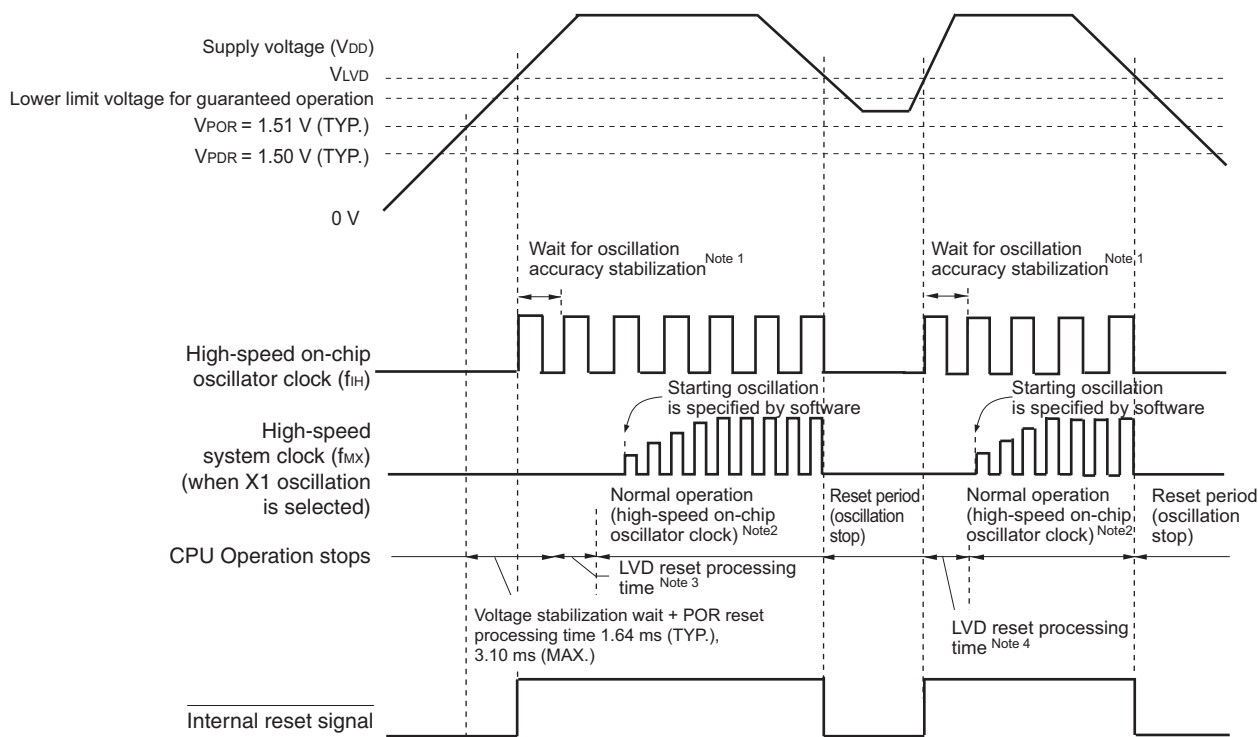 Supply voltage (VDD)
VLVD
Lower limit voltage for guaranteed operation
VPOR = 1.51 V (TYP.)
VPDR = 1.50 V (TYP.)
0 V
Wait for oscillation
accuracy stabilization Note 1
Wait for oscillation
accuracy stabilization Note 1
High-speed on-chip
oscillator clock (fIH)
Starting oscillation
is specified by software
Starting oscillation
is specified by software
High-speed
system clock (fMX)
(when X1 oscillation
is selected)
Normal operation
(high-speed on-chip
oscillator clock) Note2
Reset period
(oscillation
stop)
Normal operation
(high-speed on-chip
oscillator clock) Note2
Reset period
(oscillation
stop)
CPU Operation stops
LVD reset processing
time Note 3
Voltage stabilization wait + POR reset
processing time 1.64 ms (TYP.),
3.10 ms (MAX.)
LVD reset processing
time Note 4
Internal reset signal